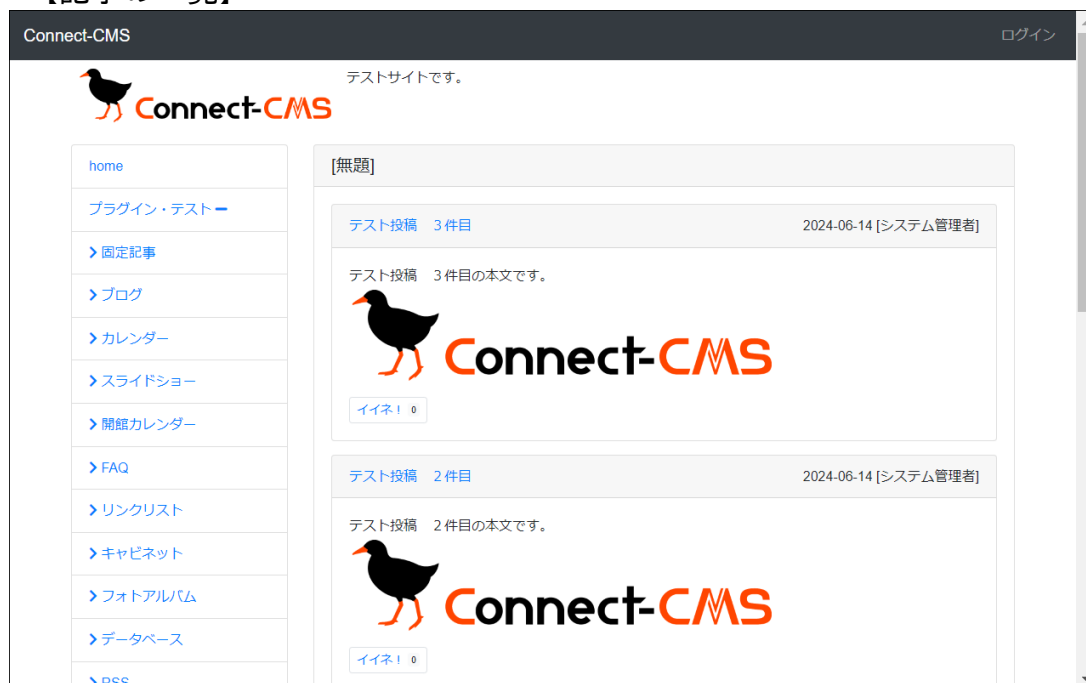 Connect-CMS
ログイン
Connect-CMS
テストサイトです。
home
プラグイン・テスト
固定記事
ブログ
カレンダー
スライドショー
開館カレンダー
FAQ
リンクリスト
キャビネット
フォトアルバム
データベース
RSS
[無題]
テスト投稿　3件目
2024-06-14 [システム管理者]
テスト投稿　3件目の本文です。
Connect-CMS
イイネ！ 0
テスト投稿　2件目
2024-06-14 [システム管理者]
テスト投稿　2件目の本文です。
Connect-CMS
イイネ！ 0